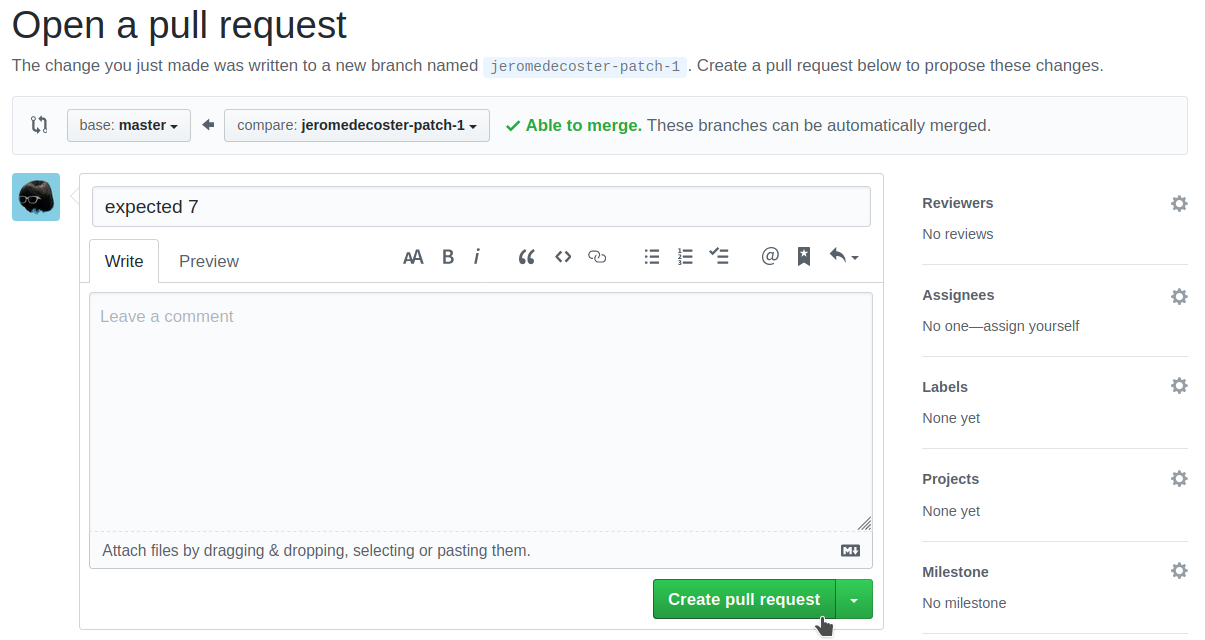 Open a pull request
The change you just made was written to a new branch named jeromedecoster-patch-1. Create a pull request below to propose these changes.
base: master compare: jeromedecoster-patch-1 Able to merge. These branches can be automatically merged.
expected 7
Write Preview AA B i @
Leave a comment
Attach files by dragging & dropping, selecting or pasting them.
Create pull request
Reviewers
No reviews
Assignees
No one—assign yourself
Labels
None yet
Projects
None yet
Milestone
No milestone